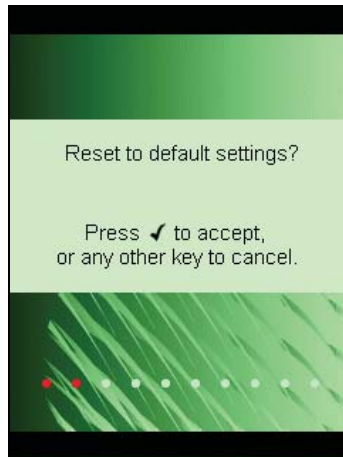 Reset to default settings?
Press ✓ to accept,
or any other key to cancel.